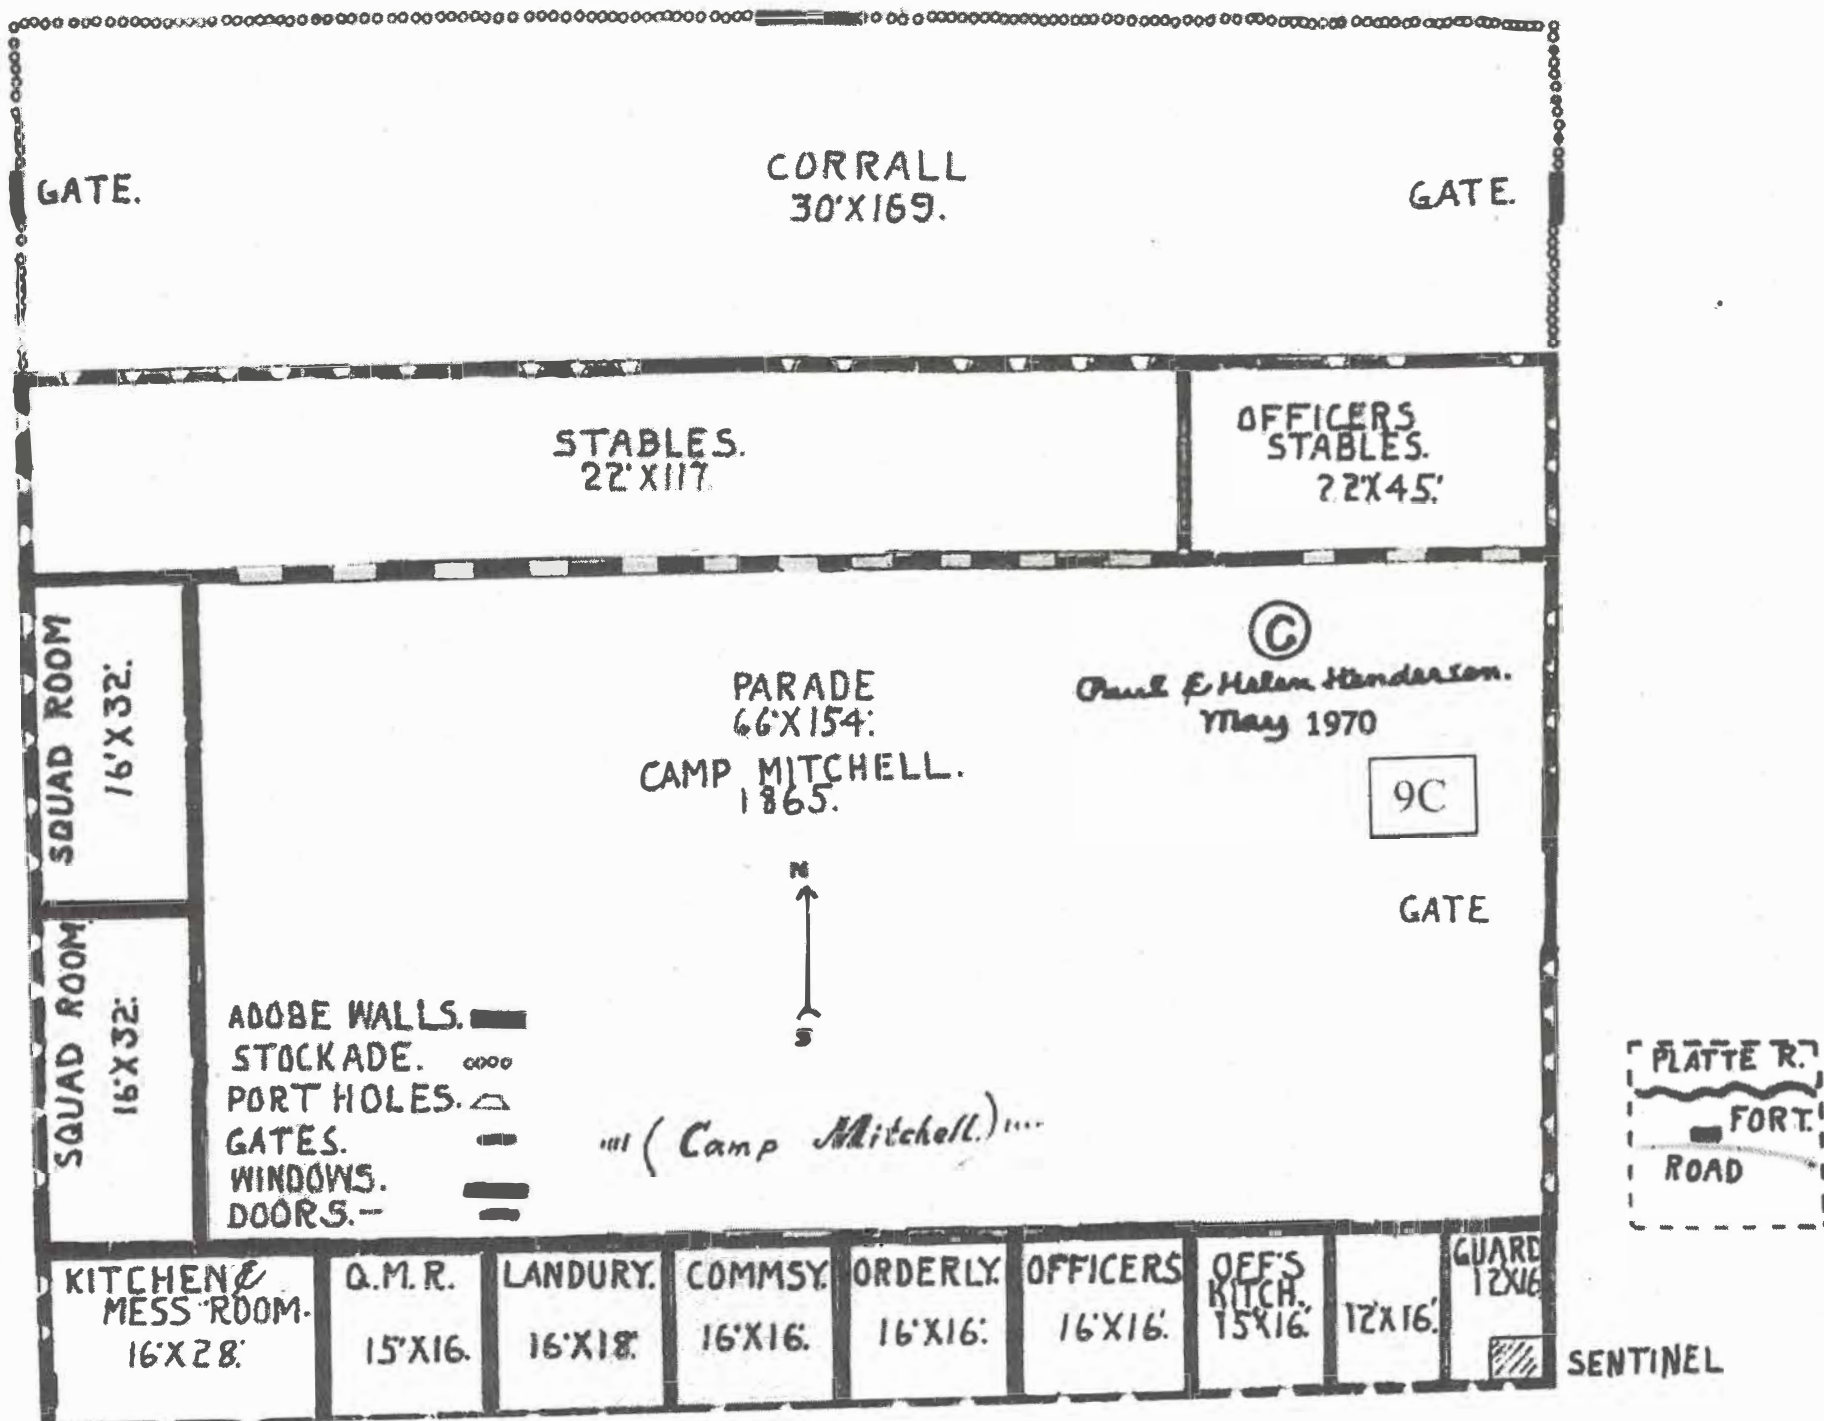 CORRALL
30'X169.
GATE.
GATE.
STABLES.
22'X117.
OFFICERS
STABLES.
22'X45.'
SQUAD ROOM
16'X32.'
SQUAD ROOM.
16'X32.'
PARADE
66'X154.'
CAMP MITCHELL.
1865.
©
Paul & Helen Henderson.
May 1970
9C
GATE
N
S
ADOBE WALLS.
STOCKADE.
PORT HOLES.
GATES.
WINDOWS.
DOORS.-
(Camp Mitchell.)
PLATTE R.
FORT.
ROAD
KITCHEN &
MESS ROOM.
16'X28.'
Q.M.R.
15'X16.
LANDURY.
16'X18.'
COMMSY.
16'X16.'
ORDERLY.
16'X16.'
OFFICERS
16'X16.'
OFF'S
KITCH.
15'X16.'
12'X16.'
GUARD
12X16
SENTINEL